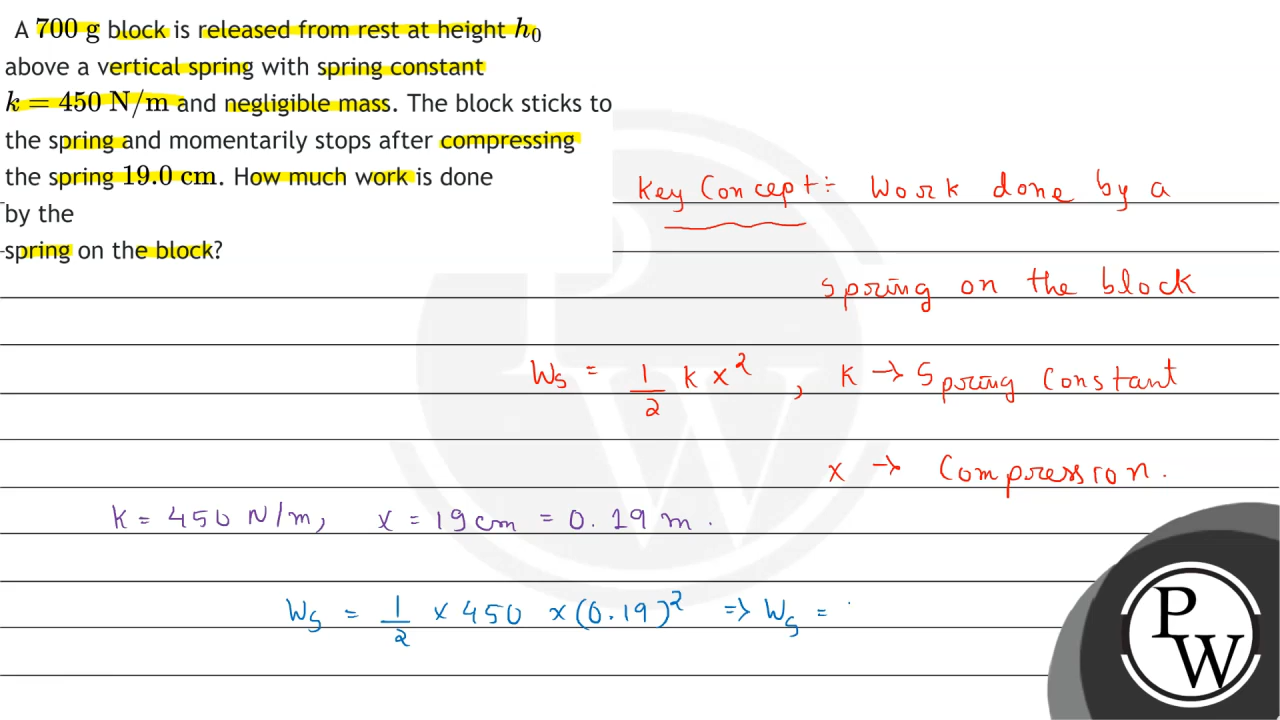 A 700 g block is released from rest at height h₀
above a vertical spring with spring constant
k = 450 N/m and negligible mass. The block sticks to
the spring and momentarily stops after compressing
the spring 19.0 cm. How much work is done
by the
spring on the block?
Key Concept:- Work done by a
spring on the block
Ws = 1/2 k x², k → Spring Constant
x → Compression.
K = 450 N/m, x = 19 cm = 0.19 m.
Ws = 1/2 × 450 × (0.19)² ⇒ Ws =
P
W